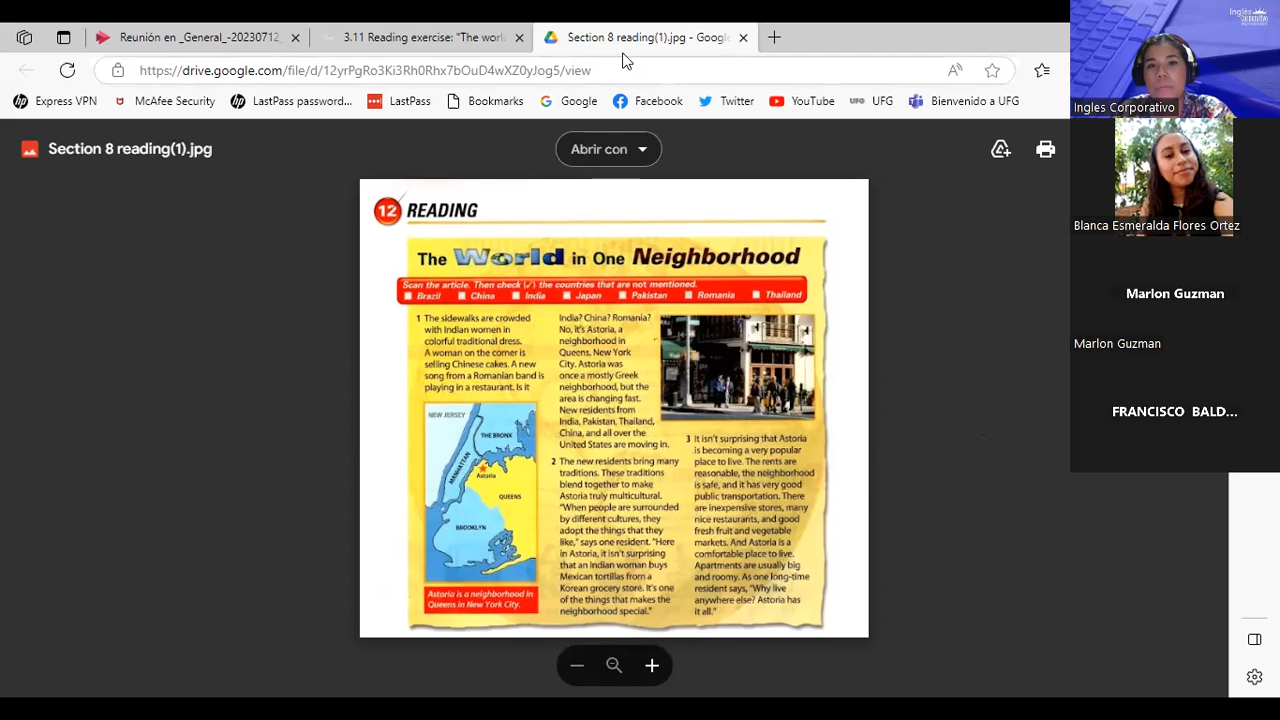 Reunión en _General_-20230712_
3.11 Reading exercise: "The worl
Section 8 reading(1).jpg - Google
https://drive.google.com/file/d/12yrPgRo3Ki3Rh0Rhx7bOuD4wXZ0yJog5/view
Express VPN
McAfee Security
LastPass password...
LastPass
Bookmarks
Google
Facebook
Twitter
YouTube
UFG
UFG
Bienvenido a UFG
Section 8 reading(1).jpg
Abrir con
12 READING
The World in One Neighborhood
Scan the article. Then check (✓) the countries that are not mentioned.
Brazil China India Japan Pakistan Romania Thailand
1 The sidewalks are crowded
with Indian women in
colorful traditional dress.
A woman on the corner is
selling Chinese cakes. A new
song from a Romanian band is
playing in a restaurant. Is it
NEW JERSEY
THE BRONX
MANHATTAN
Astoria
QUEENS
BROOKLYN
Astoria is a neighborhood in
Queens in New York City.
India? China? Romania?
No, it's Astoria, a
neighborhood in
Queens, New York
City. Astoria was
once a mostly Greek
neighborhood, but the
area is changing fast.
New residents from
India, Pakistan, Thailand,
China, and all over the
United States are moving in.
2 The new residents bring many
traditions. These traditions
blend together to make
Astoria truly multicultural.
"When people are surrounded
by different cultures, they
adopt the things that they
like," says one resident. "Here
in Astoria, it isn't surprising
that an Indian woman buys
Mexican tortillas from a
Korean grocery store. It's one
of the things that makes the
neighborhood special."
3 It isn't surprising that Astoria
is becoming a very popular
place to live. The rents are
reasonable, the neighborhood
is safe, and it has very good
public transportation. There
are inexpensive stores, many
nice restaurants, and good
fresh fruit and vegetable
markets. And Astoria is a
comfortable place to live.
Apartments are usually big
and roomy. As one long-time
resident says, "Why live
anywhere else? Astoria has
it all."
Inglés
Corporativo
Ingles Corporativo
Blanca Esmeralda Flores Ortez
Marlon Guzman
Marlon Guzman
FRANCISCO BALD...